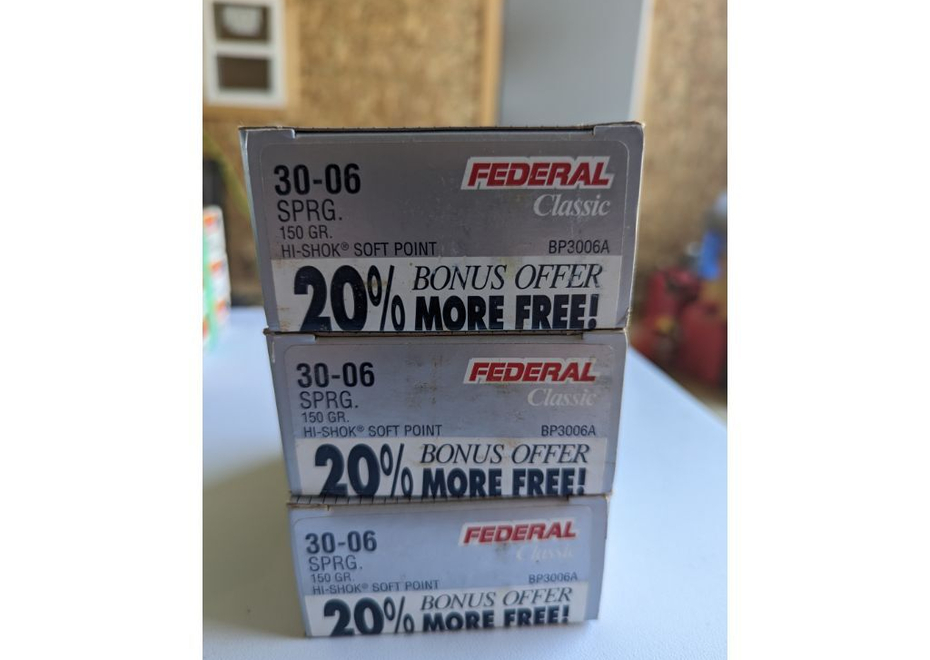 30-06
FEDERAL
SPRG.
Classic
150 GR.
HI-SHOK® SOFT POINT
BP3006A
20% BONUS OFFER
MORE FREE!
30-06
FEDERAL
SPRG.
Classic
150 GR.
HI-SHOK® SOFT POINT
BP3006A
20% BONUS OFFER
MORE FREE!
30-06
FEDERAL
SPRG.
Classic
150 GR.
HI-SHOK® SOFT POINT
BP3006A
20% BONUS OFFER
MORE FREE!